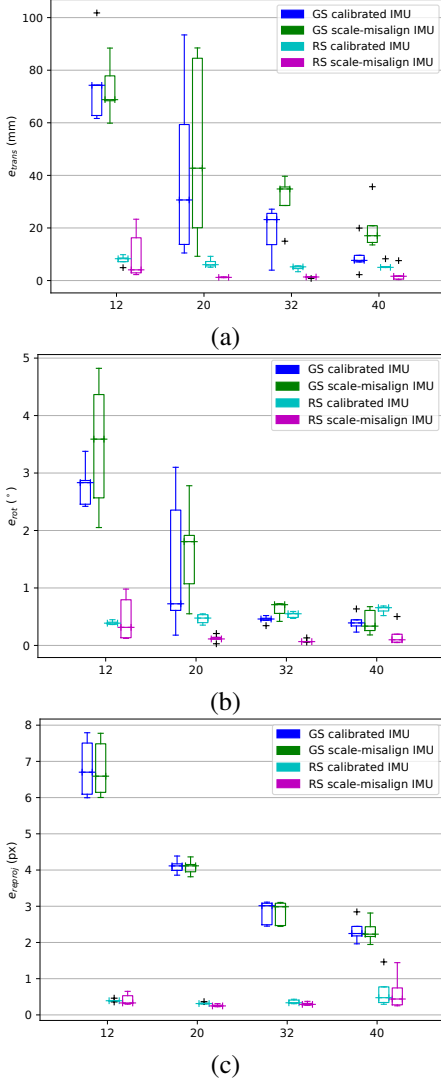 100
80
60
40
20
0
e_trans (mm)
GS calibrated IMU
GS scale-misalign IMU
RS calibrated IMU
RS scale-misalign IMU
12 20 32 40
(a)
5
4
3
2
1
0
e_rot (°)
GS calibrated IMU
GS scale-misalign IMU
RS calibrated IMU
RS scale-misalign IMU
12 20 32 40
(b)
8
7
6
5
4
3
2
1
0
e_reproj (px)
GS calibrated IMU
GS scale-misalign IMU
RS calibrated IMU
RS scale-misalign IMU
12 20 32 40
(c)